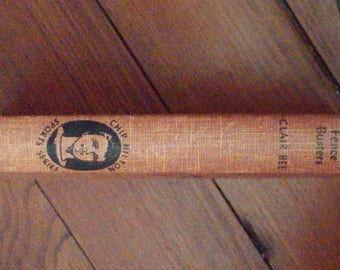 Fence
Busters
CLAIR BEE
CHIP HILTON
SPORTS SERIES